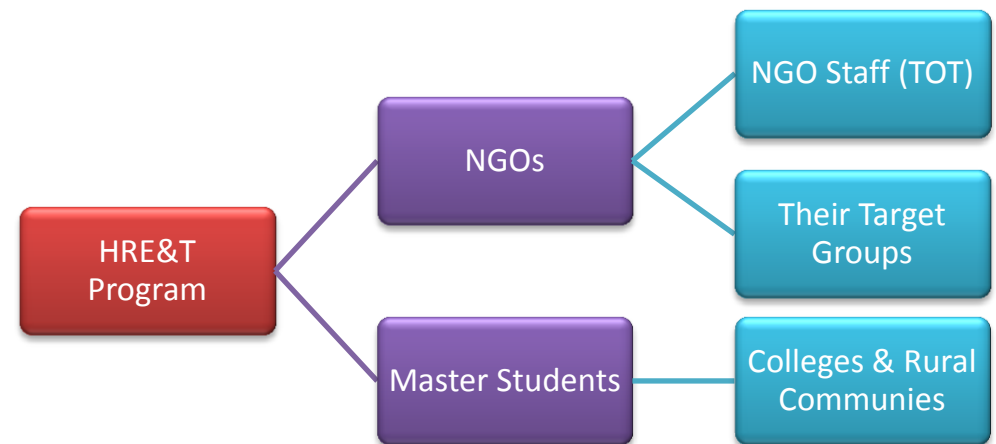 HRE&T
Program
NGOs
Master Students
NGO Staff (TOT)
Their Target
Groups
Colleges & Rural
Communies